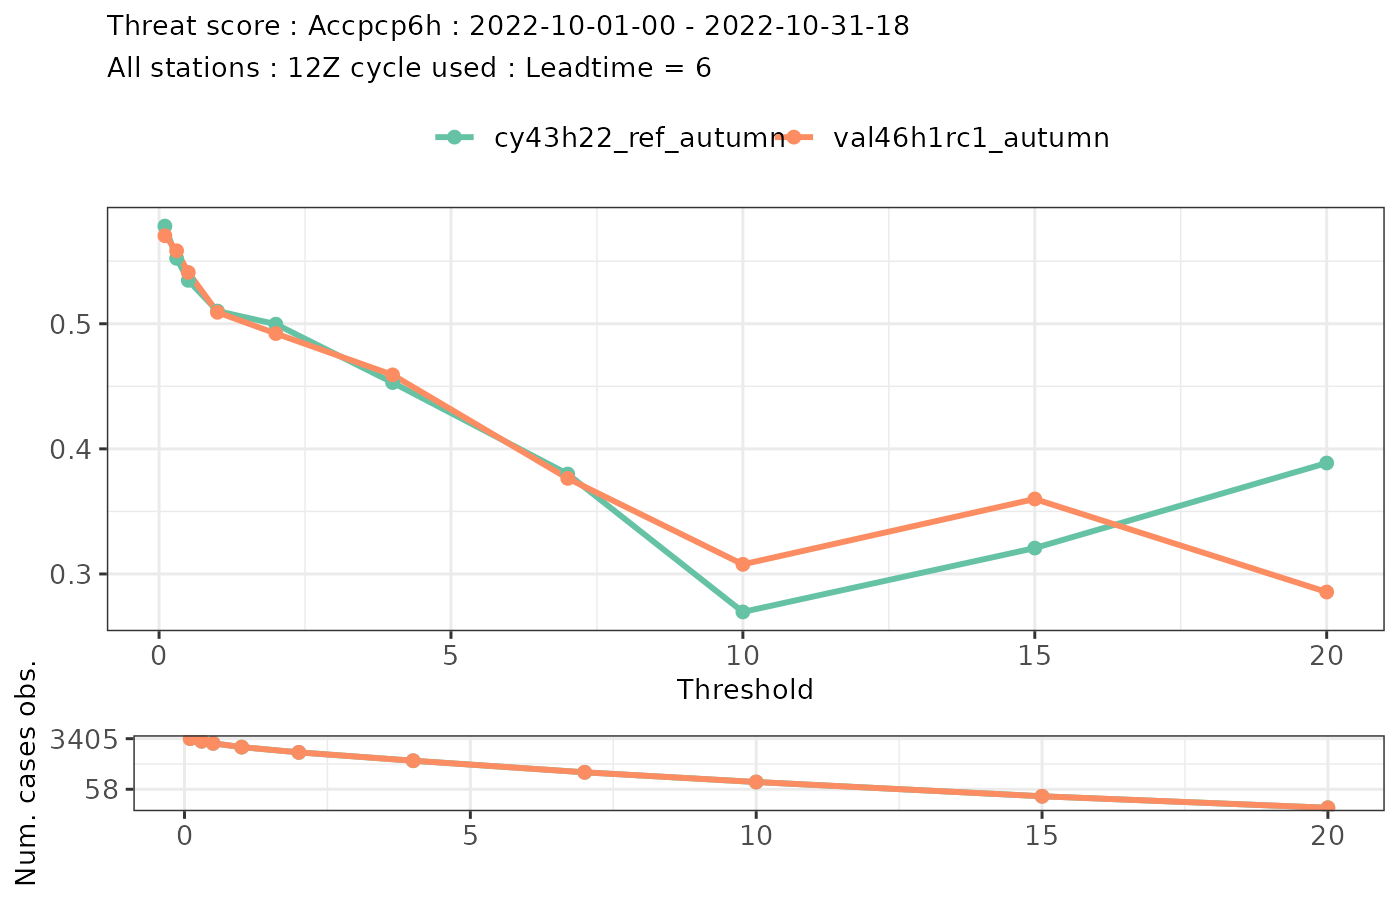 Threat score : Accpcp6h : 2022-10-01-00 - 2022-10-31-18
All stations : 12Z cycle used : Leadtime = 6
cy43h22_ref_autumn val46h1rc1_autumn
0.5
0.4
0.3
0 5 10 15 20
Threshold
Num. cases obs.
3405
58
0 5 10 15 20